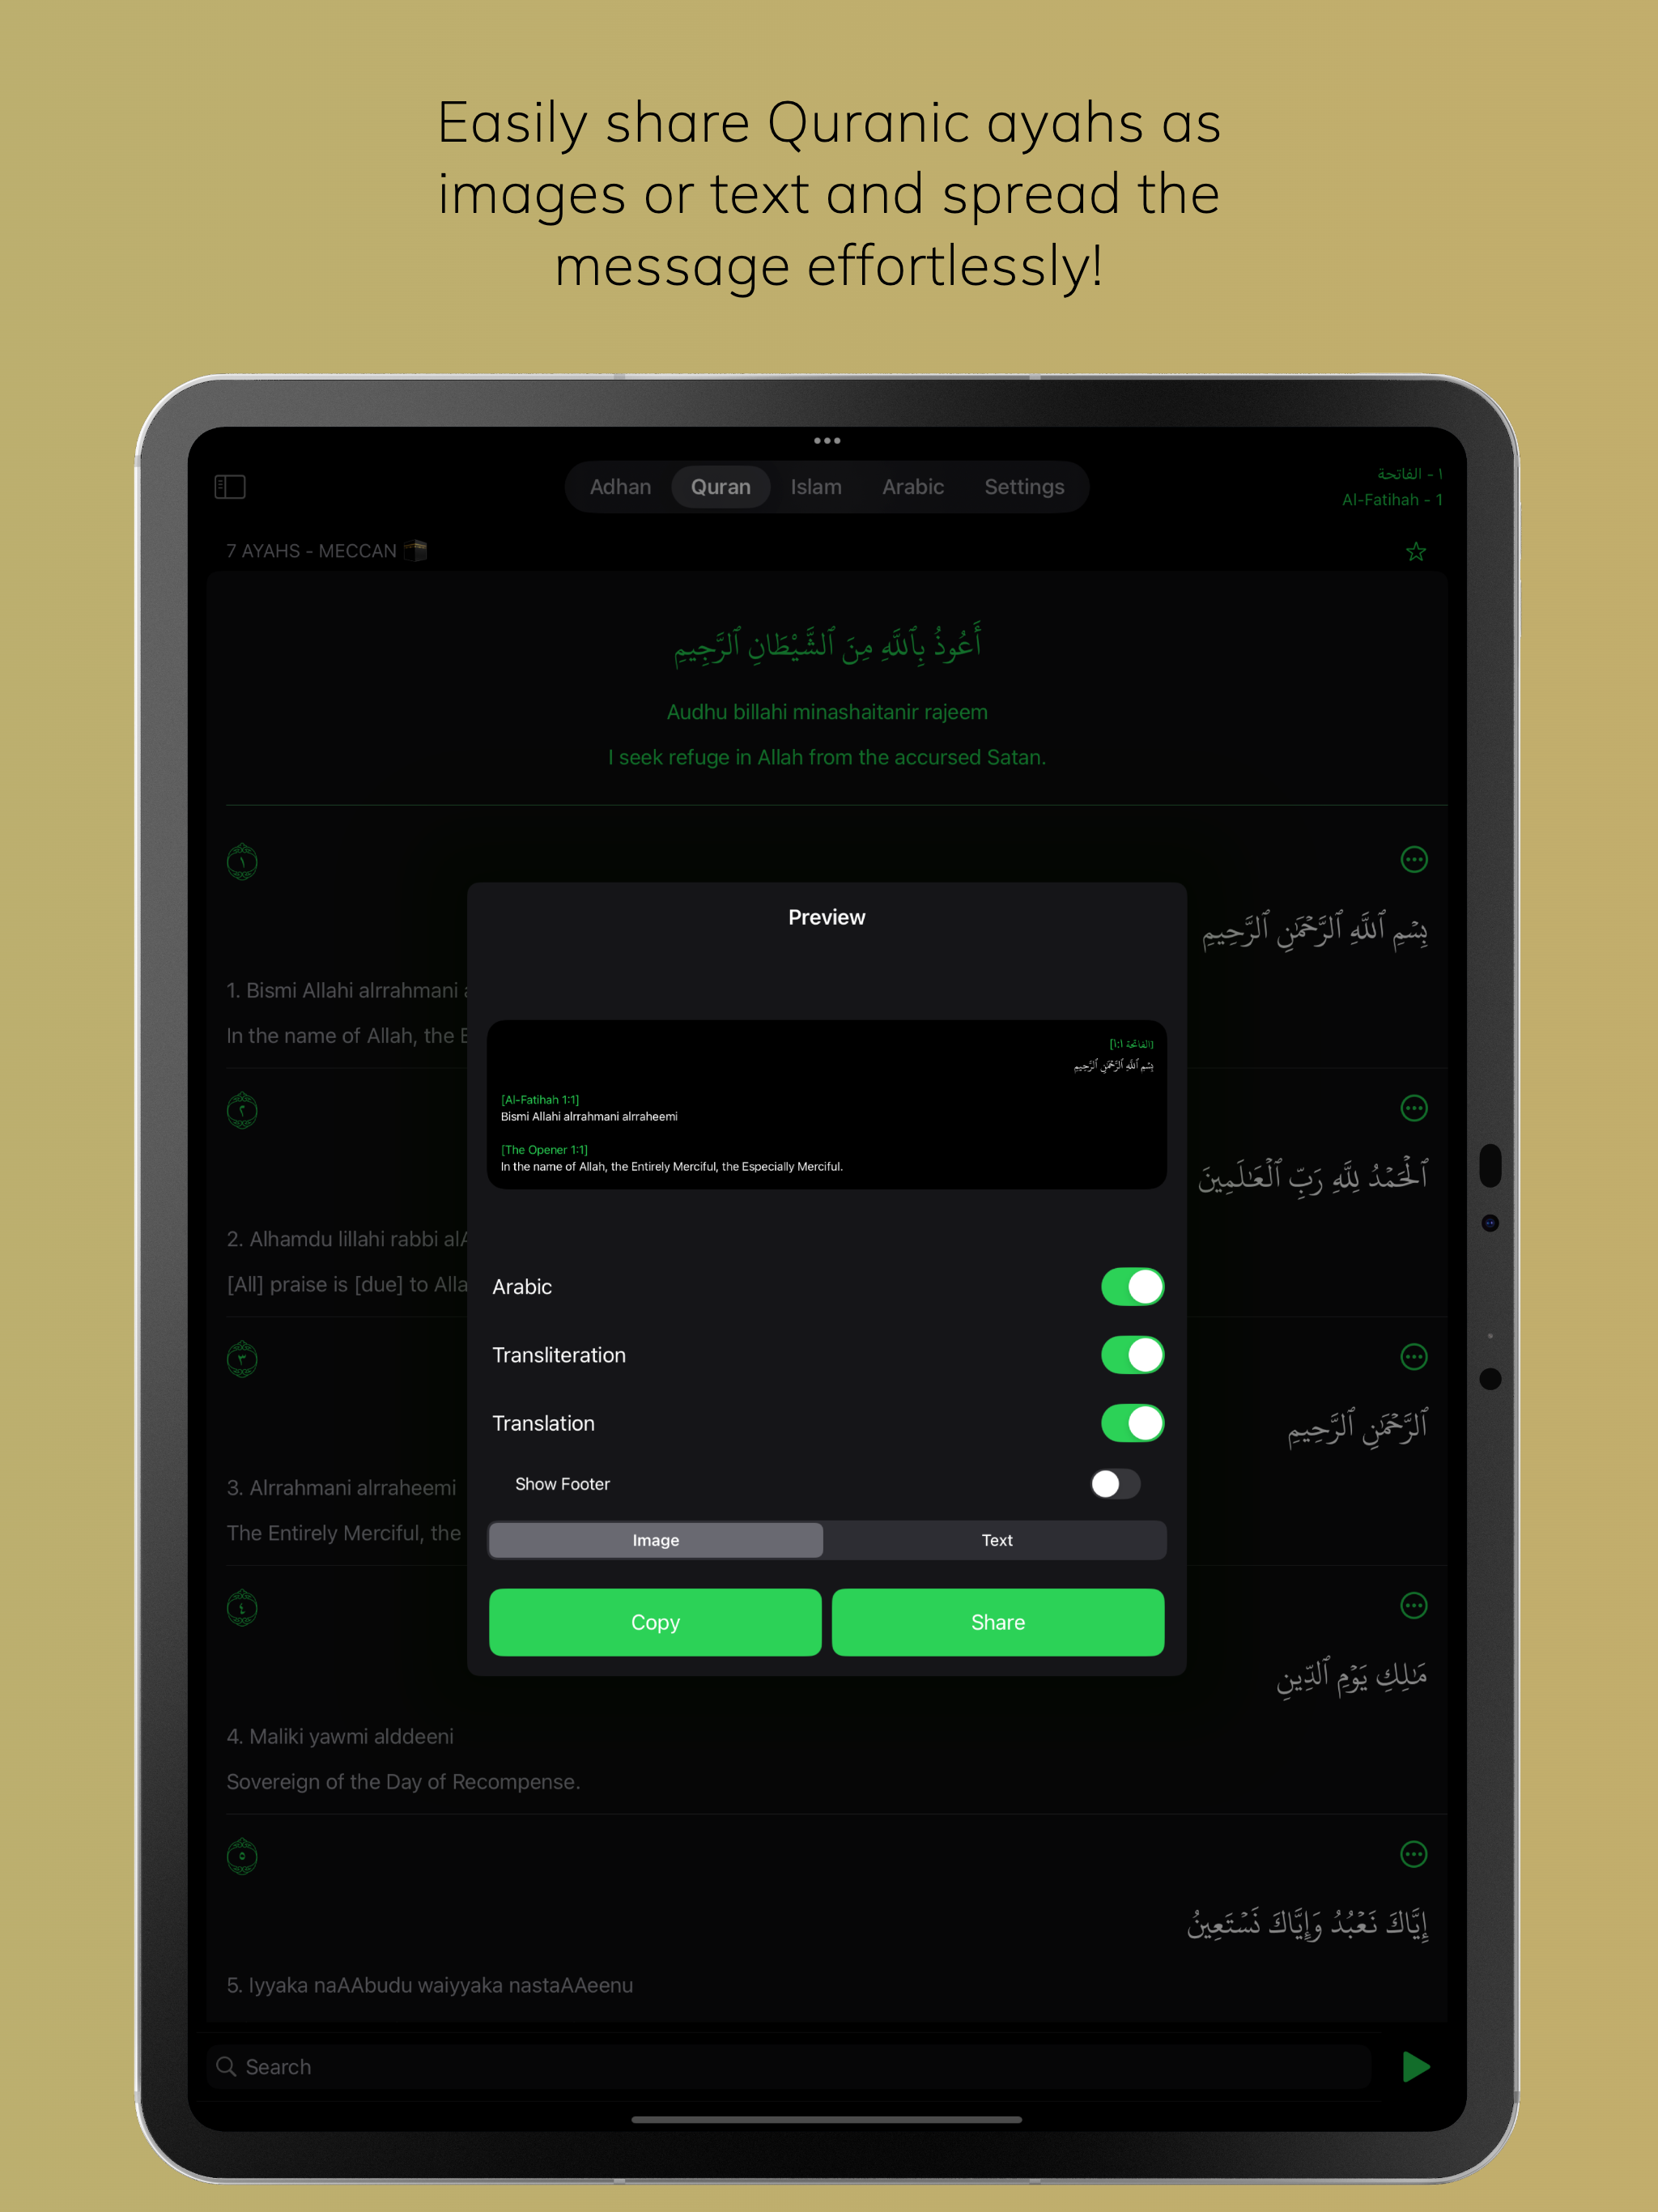 Easily share Quranic ayahs as
images or text and spread the
message effortlessly!
Adhan Quran Islam Arabic Settings
١ - الفاتحة
Al-Fatihah - 1
7 AYAHS - MECCAN
أَعُوذُ بِٱللَّهِ مِنَ ٱلشَّيْطَانِ ٱلرَّجِيمِ
Audhu billahi minashaitanir rajeem
I seek refuge in Allah from the accursed Satan.
١
بِسْمِ ٱللَّهِ ٱلرَّحْمَٰنِ ٱلرَّحِيمِ
1. Bismi Allahi alrrahmani
In the name of Allah, the
٢
ٱلْحَمْدُ لِلَّهِ رَبِّ ٱلْعَٰلَمِينَ
2. Alhamdu lillahi rabbi
[All] praise is [due] to
٣
ٱلرَّحْمَٰنِ ٱلرَّحِيمِ
3. Alrrahmani alrraheemi
The Entirely Merciful, the
٤
مَٰلِكِ يَوْمِ ٱلدِّينِ
4. Maliki yawmi alddeeni
Sovereign of the Day of Recompense.
٥
إِيَّاكَ نَعْبُدُ وَإِيَّاكَ نَسْتَعِينُ
5. Iyyaka naAAbudu waiyyaka nastaAAeenu
Preview
[الفاتحة ١:١]
بِسْمِ ٱللَّهِ ٱلرَّحْمَٰنِ ٱلرَّحِيمِ
[Al-Fatihah 1:1]
Bismi Allahi alrrahmani alrraheemi
[The Opener 1:1]
In the name of Allah, the Entirely Merciful, the Especially Merciful.
Arabic
Transliteration
Translation
Show Footer
Image Text
Copy Share
Search